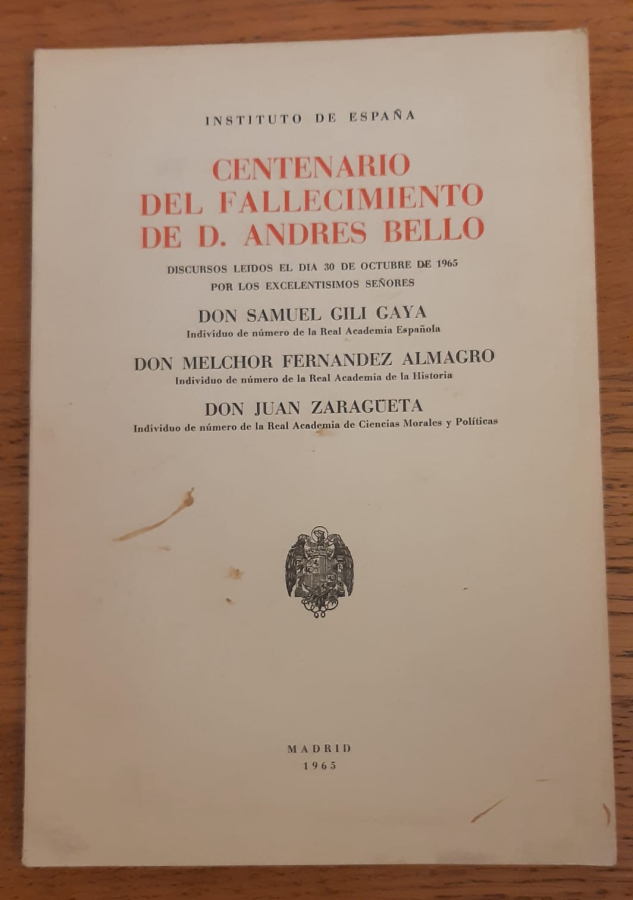 INSTITUTO DE ESPAÑA
CENTENARIO
DEL FALLECIMIENTO
DE D. ANDRES BELLO
DISCURSOS LEIDOS EL DIA 30 DE OCTUBRE DE 1965
POR LOS EXCELENTISIMOS SEÑORES
DON SAMUEL GILI GAYA
Individuo de número de la Real Academia Española
DON MELCHOR FERNANDEZ ALMAGRO
Individuo de número de la Real Academia de la Historia
DON JUAN ZARAGÜETA
Individuo de número de la Real Academia de Ciencias Morales y Políticas
MADRID
1965